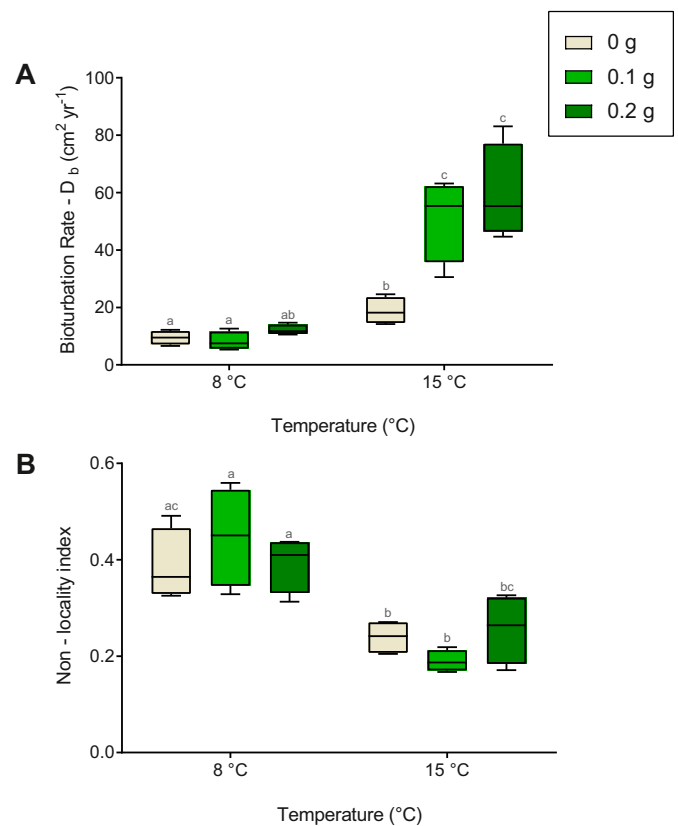 0 g
0.1 g
0.2 g
A
Bioturbation Rate - D b (cm² yr⁻¹)
100
80
60
40
20
0
a
a
ab
b
c
c
8 °C
15 °C
Temperature (°C)
B
Non - locality index
0.6
0.4
0.2
0.0
ac
a
a
b
b
bc
8 °C
15 °C
Temperature (°C)